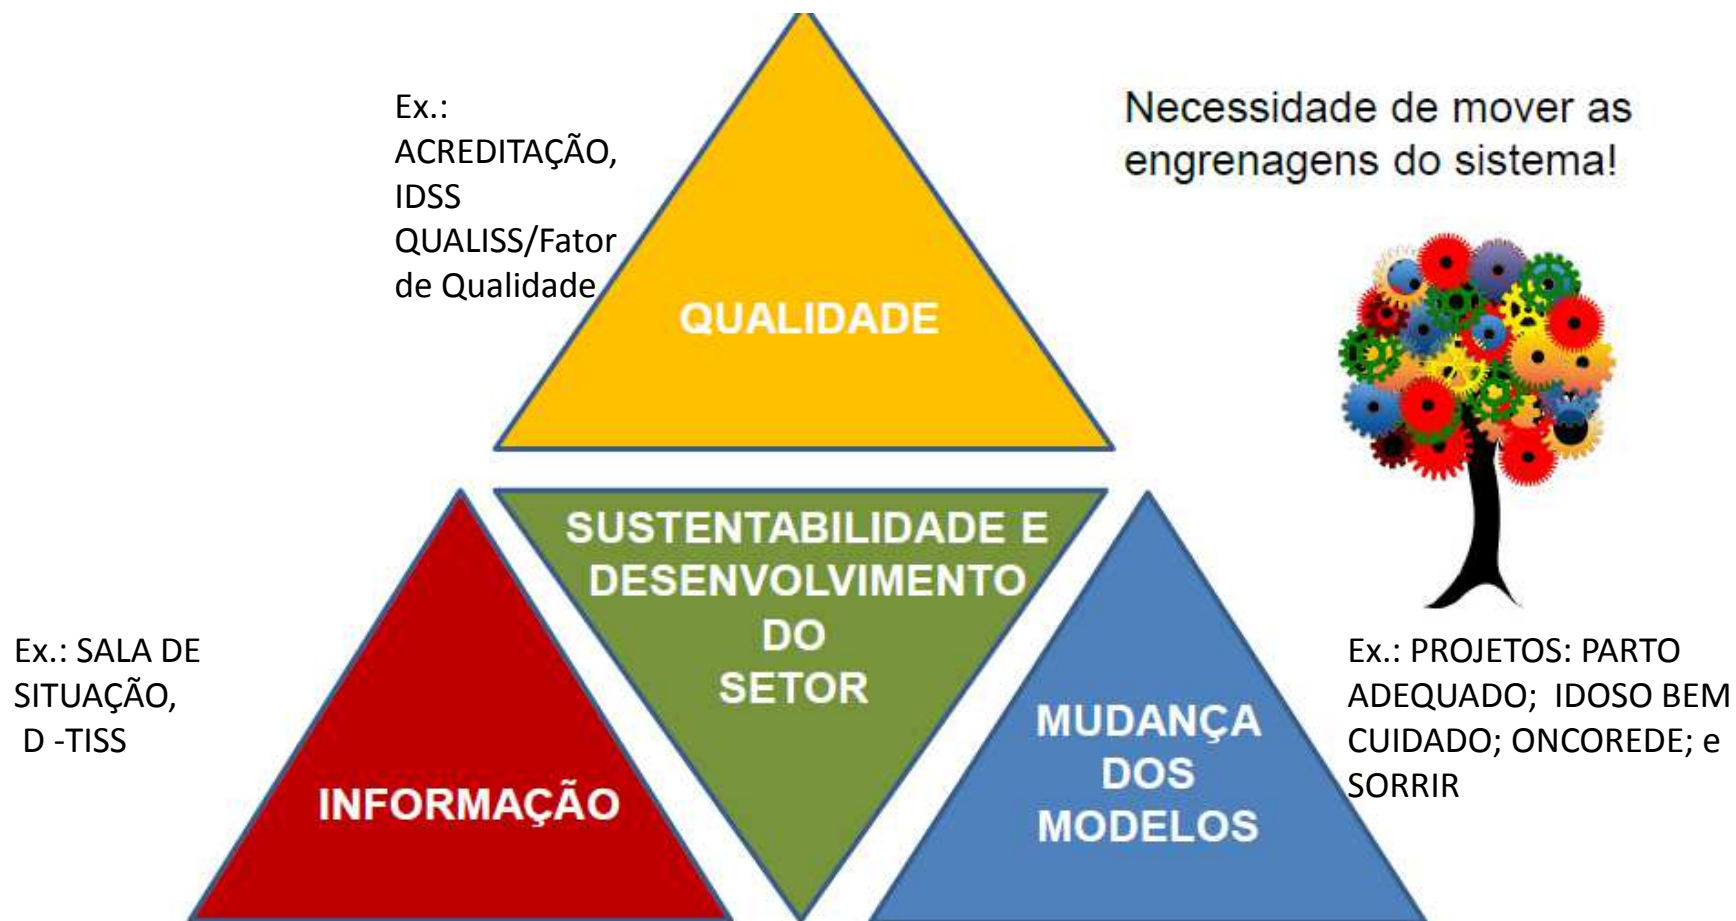 Ex.:
ACREDITAÇÃO,
IDSS
QUALISS/Fator
de Qualidade
Necessidade de mover as
engrenagens do sistema!
QUALIDADE
SUSTENTABILIDADE E
DESENVOLVIMENTO
DO
SETOR
Ex.: SALA DE
SITUAÇÃO,
D -TISS
INFORMAÇÃO
MUDANÇA
DOS
MODELOS
Ex.: PROJETOS: PARTO
ADEQUADO; IDOSO BEM
CUIDADO; ONCOREDE; e
SORRIR